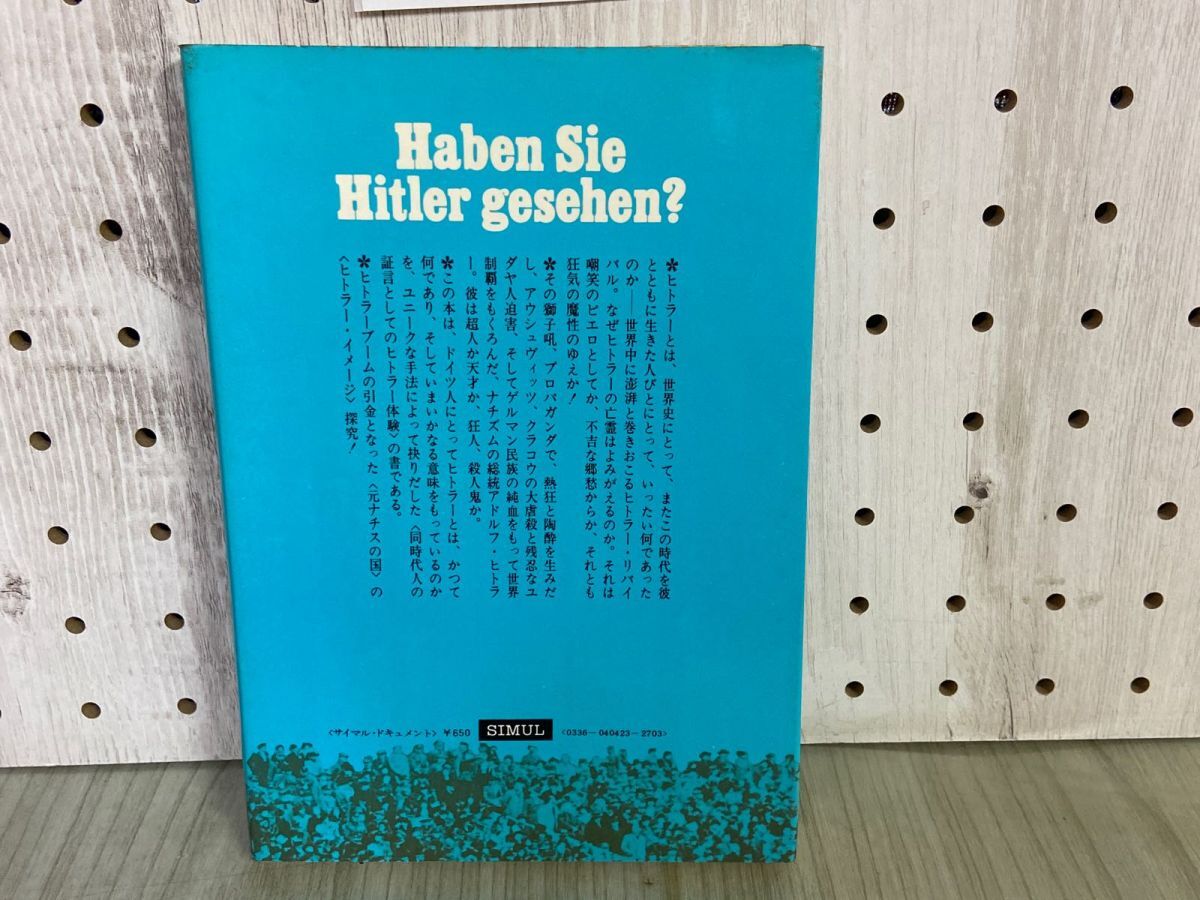 Haben Sie
Hitler gesehen?
＊ヒトラーとは、世界史にとって、またこの時代を彼
とともに生きた人びとにとって、いったい何であった
のか――世界中に澎湃と巻きおこるヒトラー・リバイ
バル。なぜヒトラーの亡霊はよみがえるのか。それは
嘲笑のピエロとしてか、不吉な郷愁からか、それとも
狂気の魔性のゆえか！
＊その獅子吼、プロパガンダで、熱狂と陶酔を生みだ
し、アウシュヴィッツ、クラコウの大虐殺と残忍なユ
ダヤ人迫害、そしてゲルマン民族の純血をもって世界
制覇をもくろんだ、ナチズムの総統アドルフ・ヒトラ
ー。彼は超人か天才か、狂人、殺人鬼か。
＊この本は、ドイツ人にとってヒトラーとは、かつて
何であり、そしていまいかなる意味をもっているのか
を、ユニークな手法によって抉りだした〈同時代人の
証言としてのヒトラー体験〉の書である。
＊ヒトラーブームの引金となった〈元ナチスの国〉の
〈ヒトラー・イメージ〉探究！
〈サイマル・ドキュメント〉 ¥650 SIMUL 〈0336-040423-2703〉